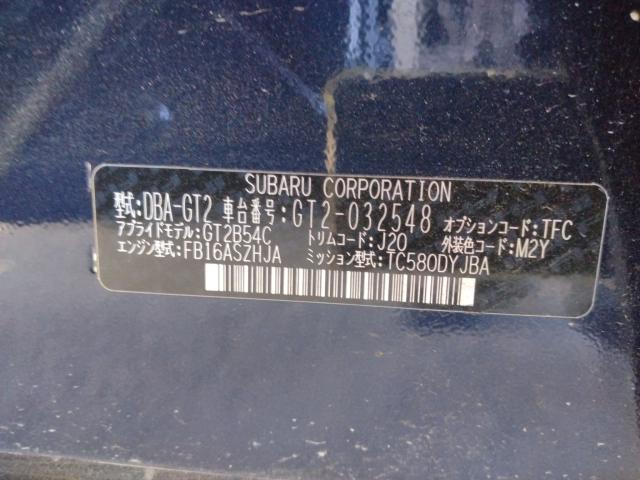 SUBARU CORPORATION
型式:DBA-GT2 車台番号:GT2-032548 オプションコード:TFC
アプライドモデル:GT2B54C トリムコード:J20 外装色コード:M2Y
エンジン型式:FB16ASZHJA ミッション型式:TC580DYJBA